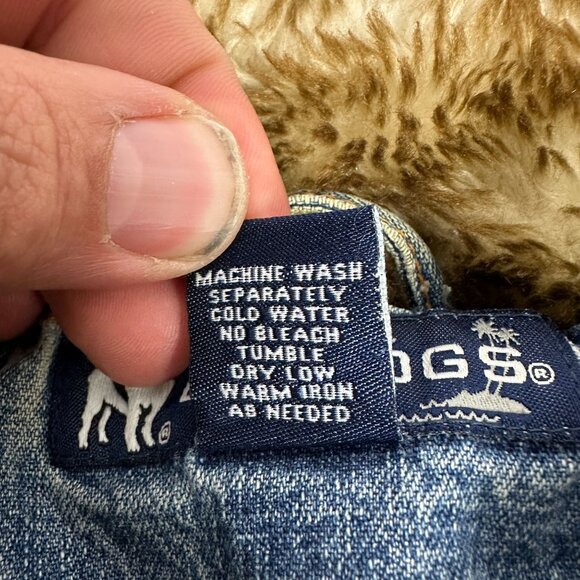 MACHINE WASH
SEPARATELY
COLD WATER
NO BLEACH
TUMBLE
DRY LOW
WARM IRON
AS NEEDED
OGS®
®